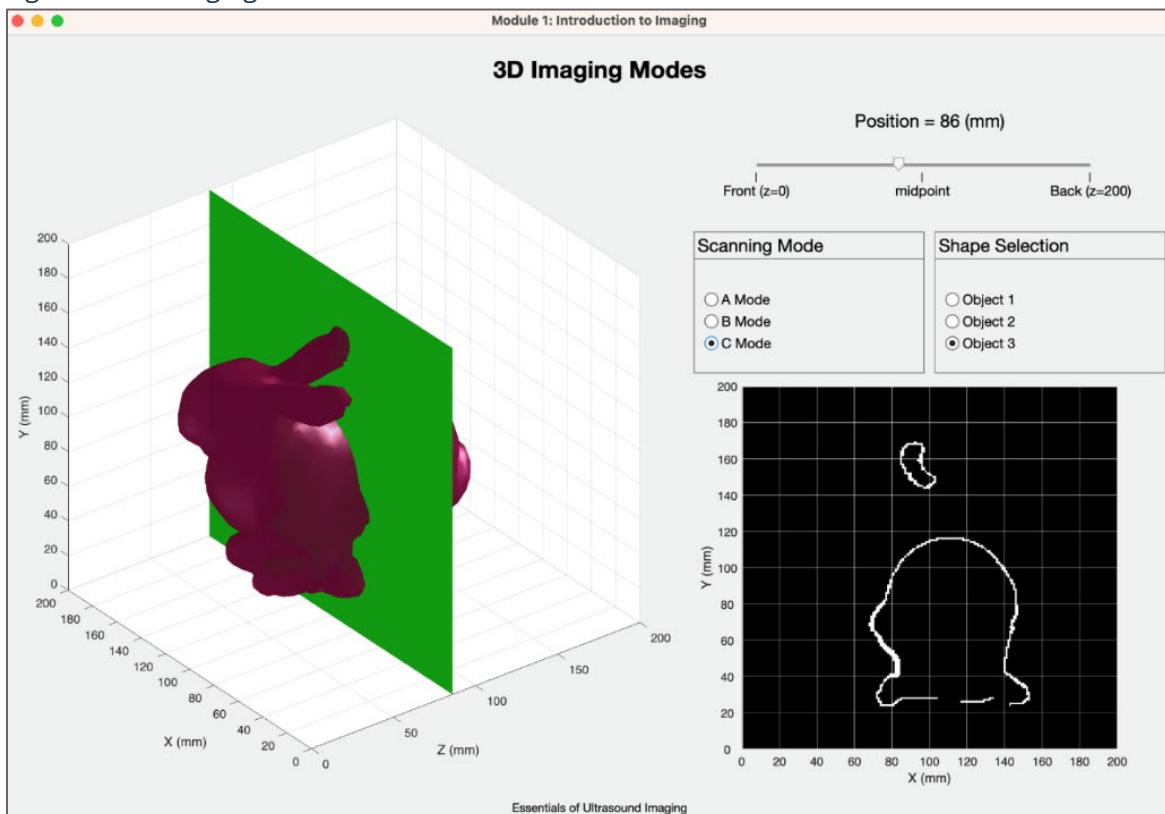 Module 1: Introduction to Imaging
3D Imaging Modes
Position = 86 (mm)
Front (z=0) midpoint Back (z=200)
Scanning Mode
A Mode
B Mode
C Mode
Shape Selection
Object 1
Object 2
Object 3
200
180
160
140
120
100
80
60
40
20
0
Y (mm)
200
180
160
140
120
100
80
60
40
20
0
X (mm)
0
50
100
150
200
Z (mm)
200
180
160
140
120
100
80
60
40
20
0
Y (mm)
0 20 40 60 80 100 120 140 160 180 200
X (mm)
Essentials of Ultrasound Imaging